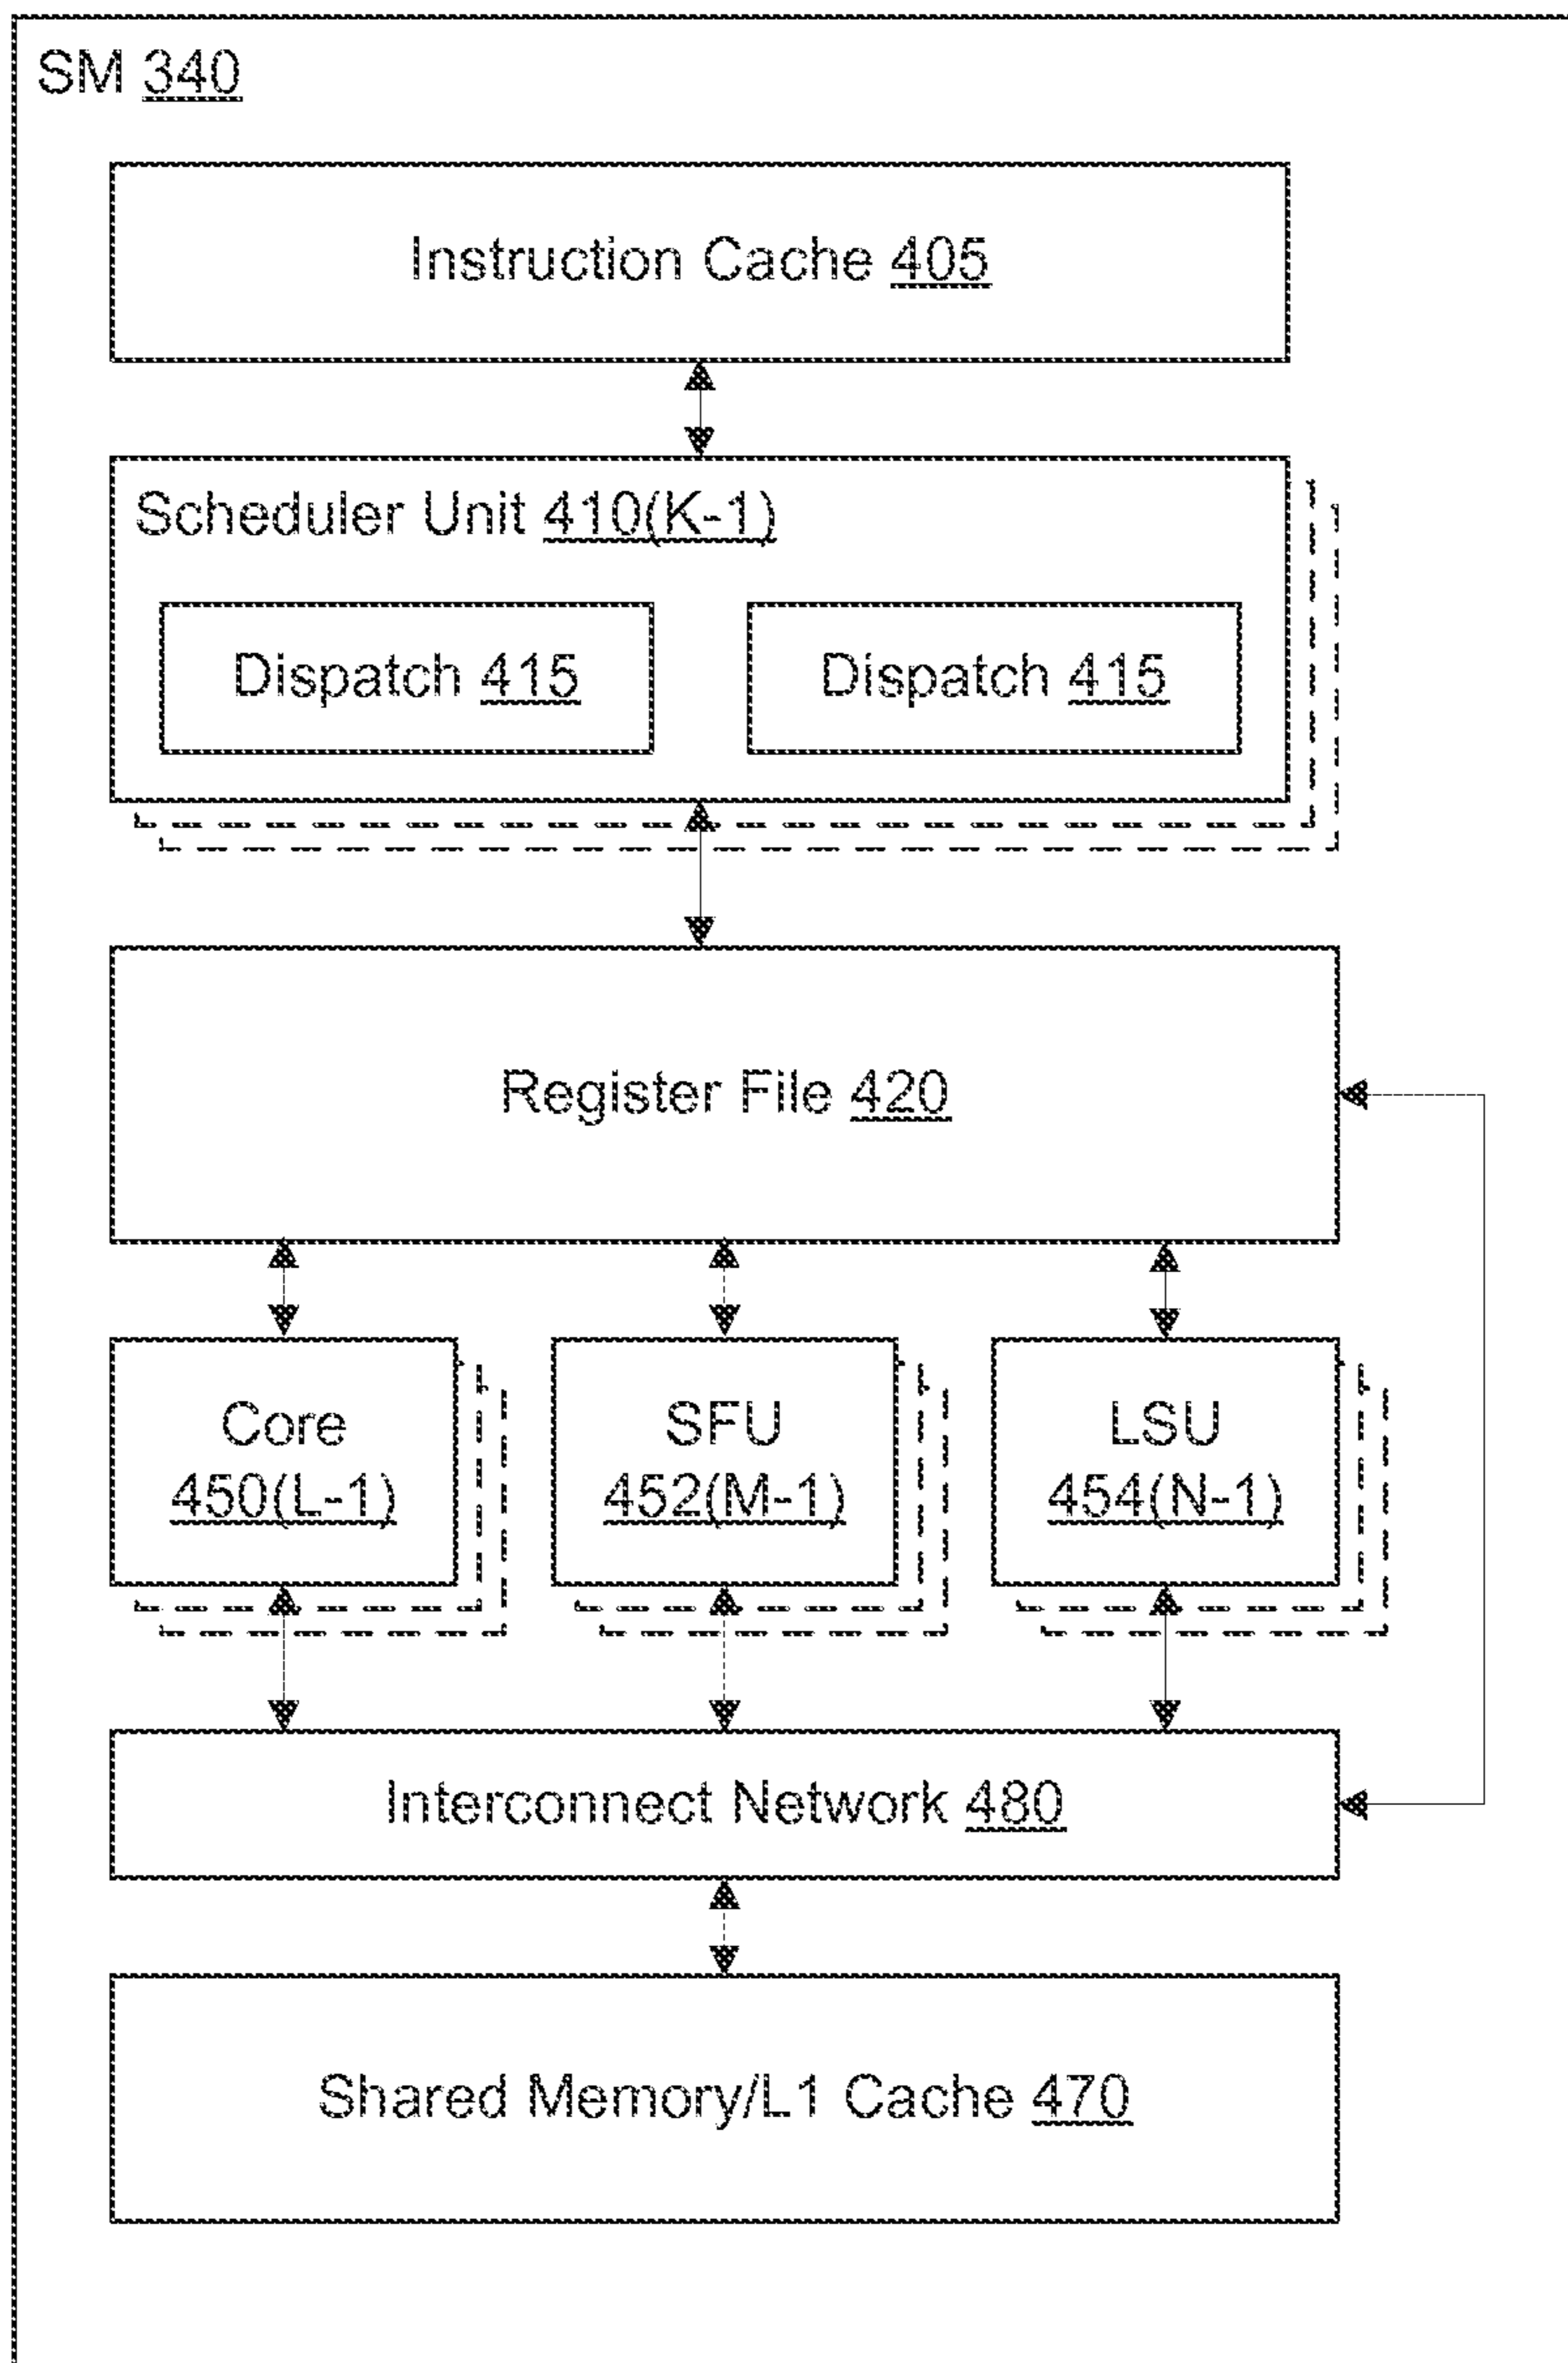 SM 340
Instruction Cache 405
Scheduler Unit 410(K-1)
Dispatch 415
Dispatch 415
Register File 420
Core
450(L-1)
SFU
452(M-1)
LSU
454(N-1)
Interconnect Network 480
Shared Memory/L1 Cache 470